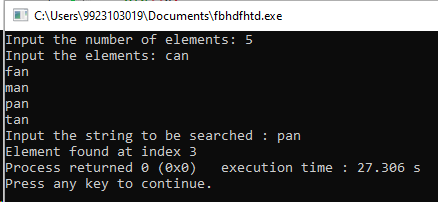 C:\Users\9923103019\Documents\fbhdfhtd.exe
Input the number of elements: 5
Input the elements: can
fan
man
pan
tan
Input the string to be searched : pan
Element found at index 3
Process returned 0 (0x0)   execution time : 27.306 s
Press any key to continue.